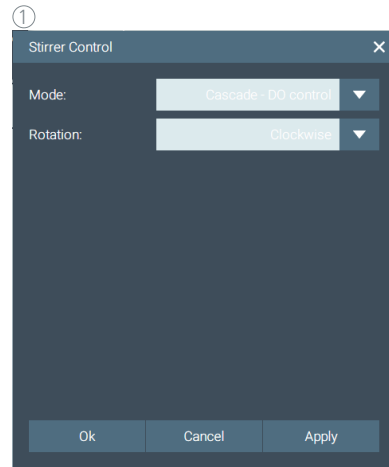 ①
Stirrer Control
Mode: Cascade - DO control
Rotation: Clockwise
Ok Cancel Apply